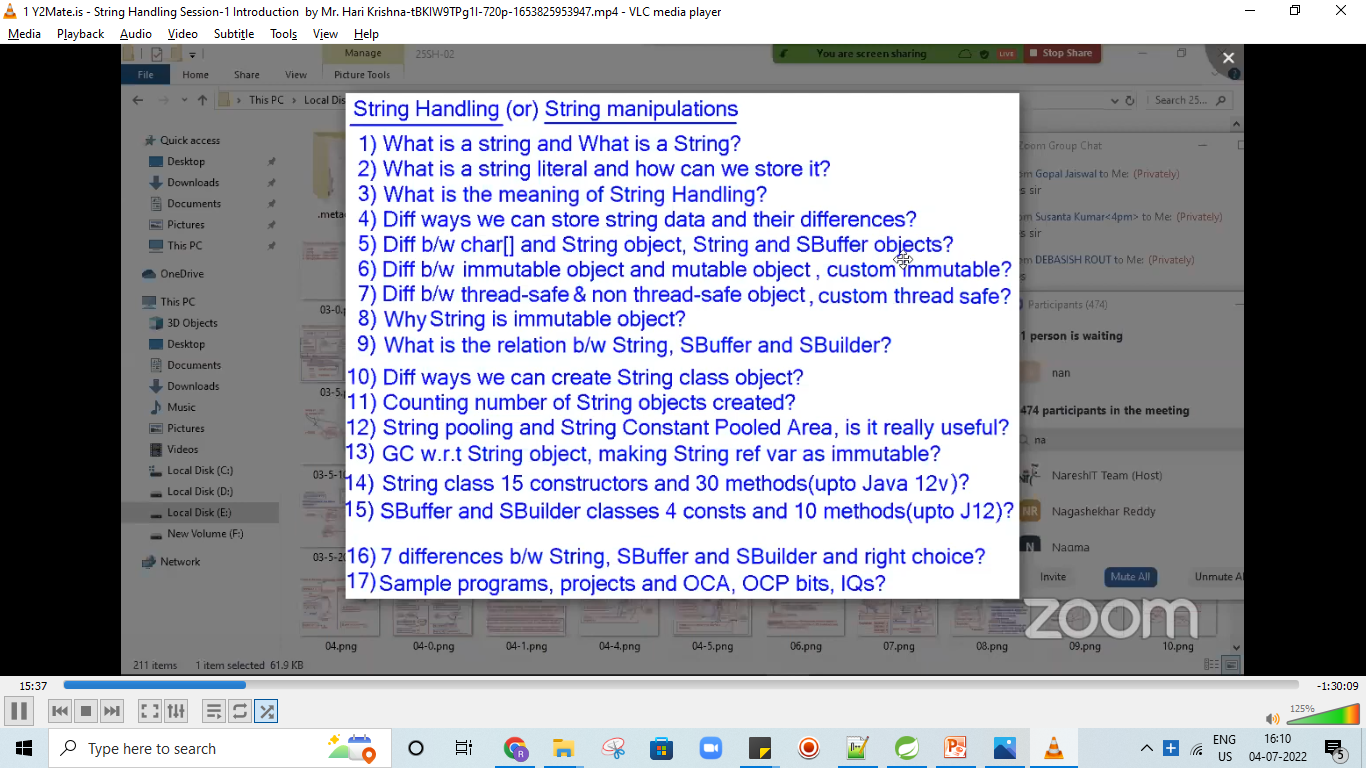 1 Y2Mate.is - String Handling Session-1 Introduction by Mr. Hari Krishna-tBKlW9TPg1I-720p-1653825953947.mp4 - VLC media player
Media Playback Audio Video Subtitle Tools View Help
Manage 25SH-02
You are screen sharing LIVE Stop Share
File Home Share View Picture Tools
This PC Local Dis
Search 25...
Quick access
Desktop
Downloads
Documents
Pictures
This PC
OneDrive
This PC
3D Objects
Desktop
Documents
Downloads
Music
Pictures
Videos
Local Disk (C:)
Local Disk (D:)
Local Disk (E:)
New Volume (F:)
Network
.meta
03-0.p
03-5.p
03-5-1
03-5-2
String Handling (or) String manipulations
1) What is a string and What is a String?
2) What is a string literal and how can we store it?
3) What is the meaning of String Handling?
4) Diff ways we can store string data and their differences?
5) Diff b/w char[] and String object, String and SBuffer objects?
6) Diff b/w immutable object and mutable object , custom immutable?
7) Diff b/w thread-safe & non thread-safe object , custom thread safe?
8) Why String is immutable object?
9) What is the relation b/w String, SBuffer and SBuilder?
10) Diff ways we can create String class object?
11) Counting number of String objects created?
12) String pooling and String Constant Pooled Area, is it really useful?
13) GC w.r.t String object, making String ref var as immutable?
14) String class 15 constructors and 30 methods(upto Java 12v)?
15) SBuffer and SBuilder classes 4 consts and 10 methods(upto J12)?
16) 7 differences b/w String, SBuffer and SBuilder and right choice?
17) Sample programs, projects and OCA, OCP bits, IQs?
Zoom Group Chat
om Gopal Jaiswal to Me: (Privately)
s sir
om Susanta Kumar<4pm> to Me: (Privately)
s sir
om DEBASISH ROUT to Me: (Privately)
Participants (474)
1 person is waiting
nan
474 participants in the meeting
na
NareshIT Team (Host)
NR Nagashekhar Reddy
N Nagma
Invite Mute All Unmute Al
zoom
04.png 04-0.png 04-1.png 04-4.png 04-5.png 06.png 07.png 08.png 09.png 10.png
211 items 1 item selected 61.9 KB
15:37 -1:30:09
125%
Type here to search
ENG
US
16:10
04-07-2022
5